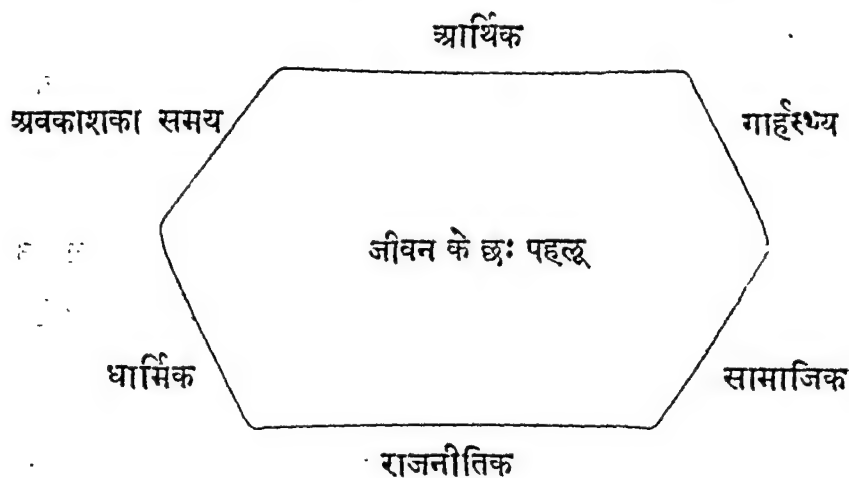 आर्थिक
अवकाशका समय
गार्हस्थ्य
जीवन के छः पहलू
धार्मिक
सामाजिक
राजनीतिक